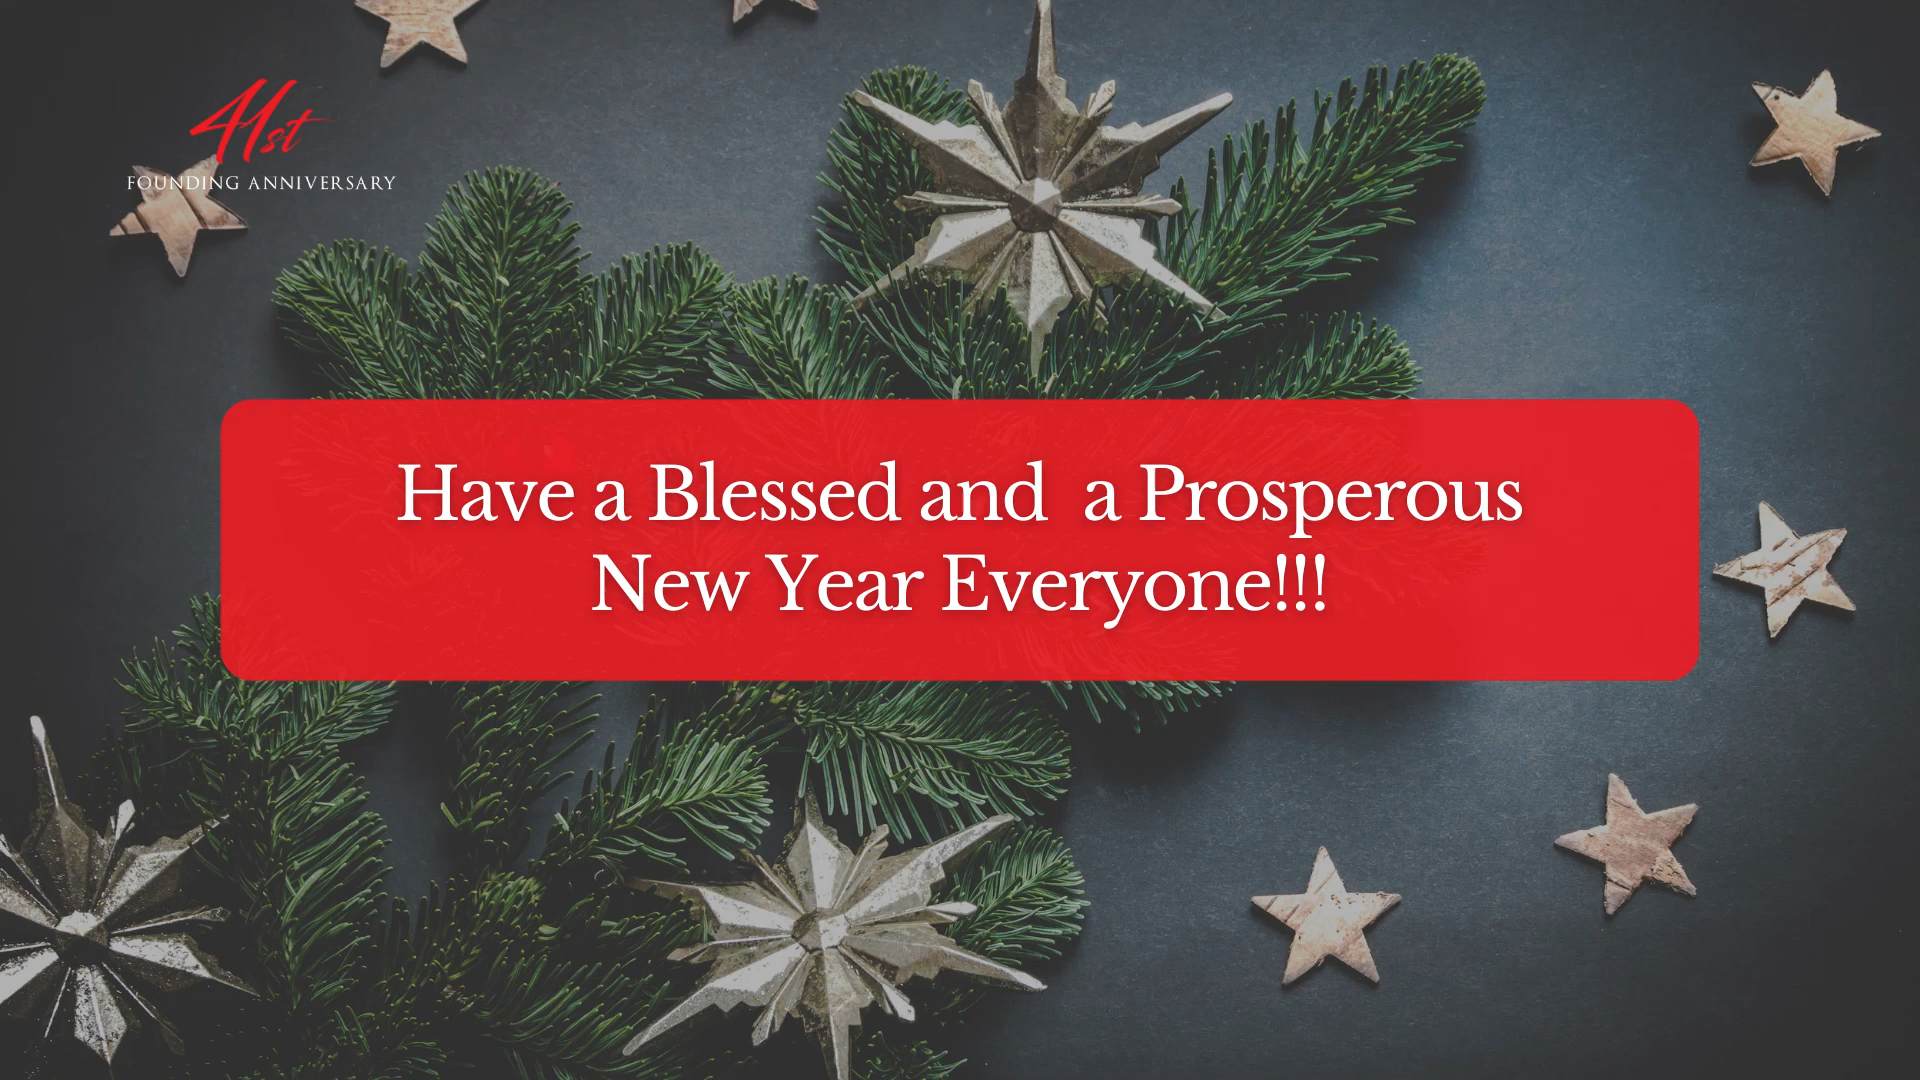 41st
FOUNDING ANNIVERSARY
Have a Blessed and  a Prosperous
New Year Everyone!!!